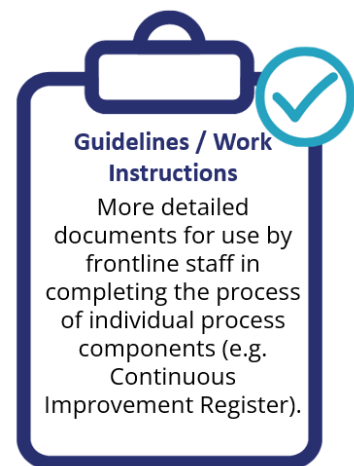 Guidelines / Work
Instructions
More detailed
documents for use by
frontline staff in
completing the process
of individual process
components (e.g.
Continuous
Improvement Register).